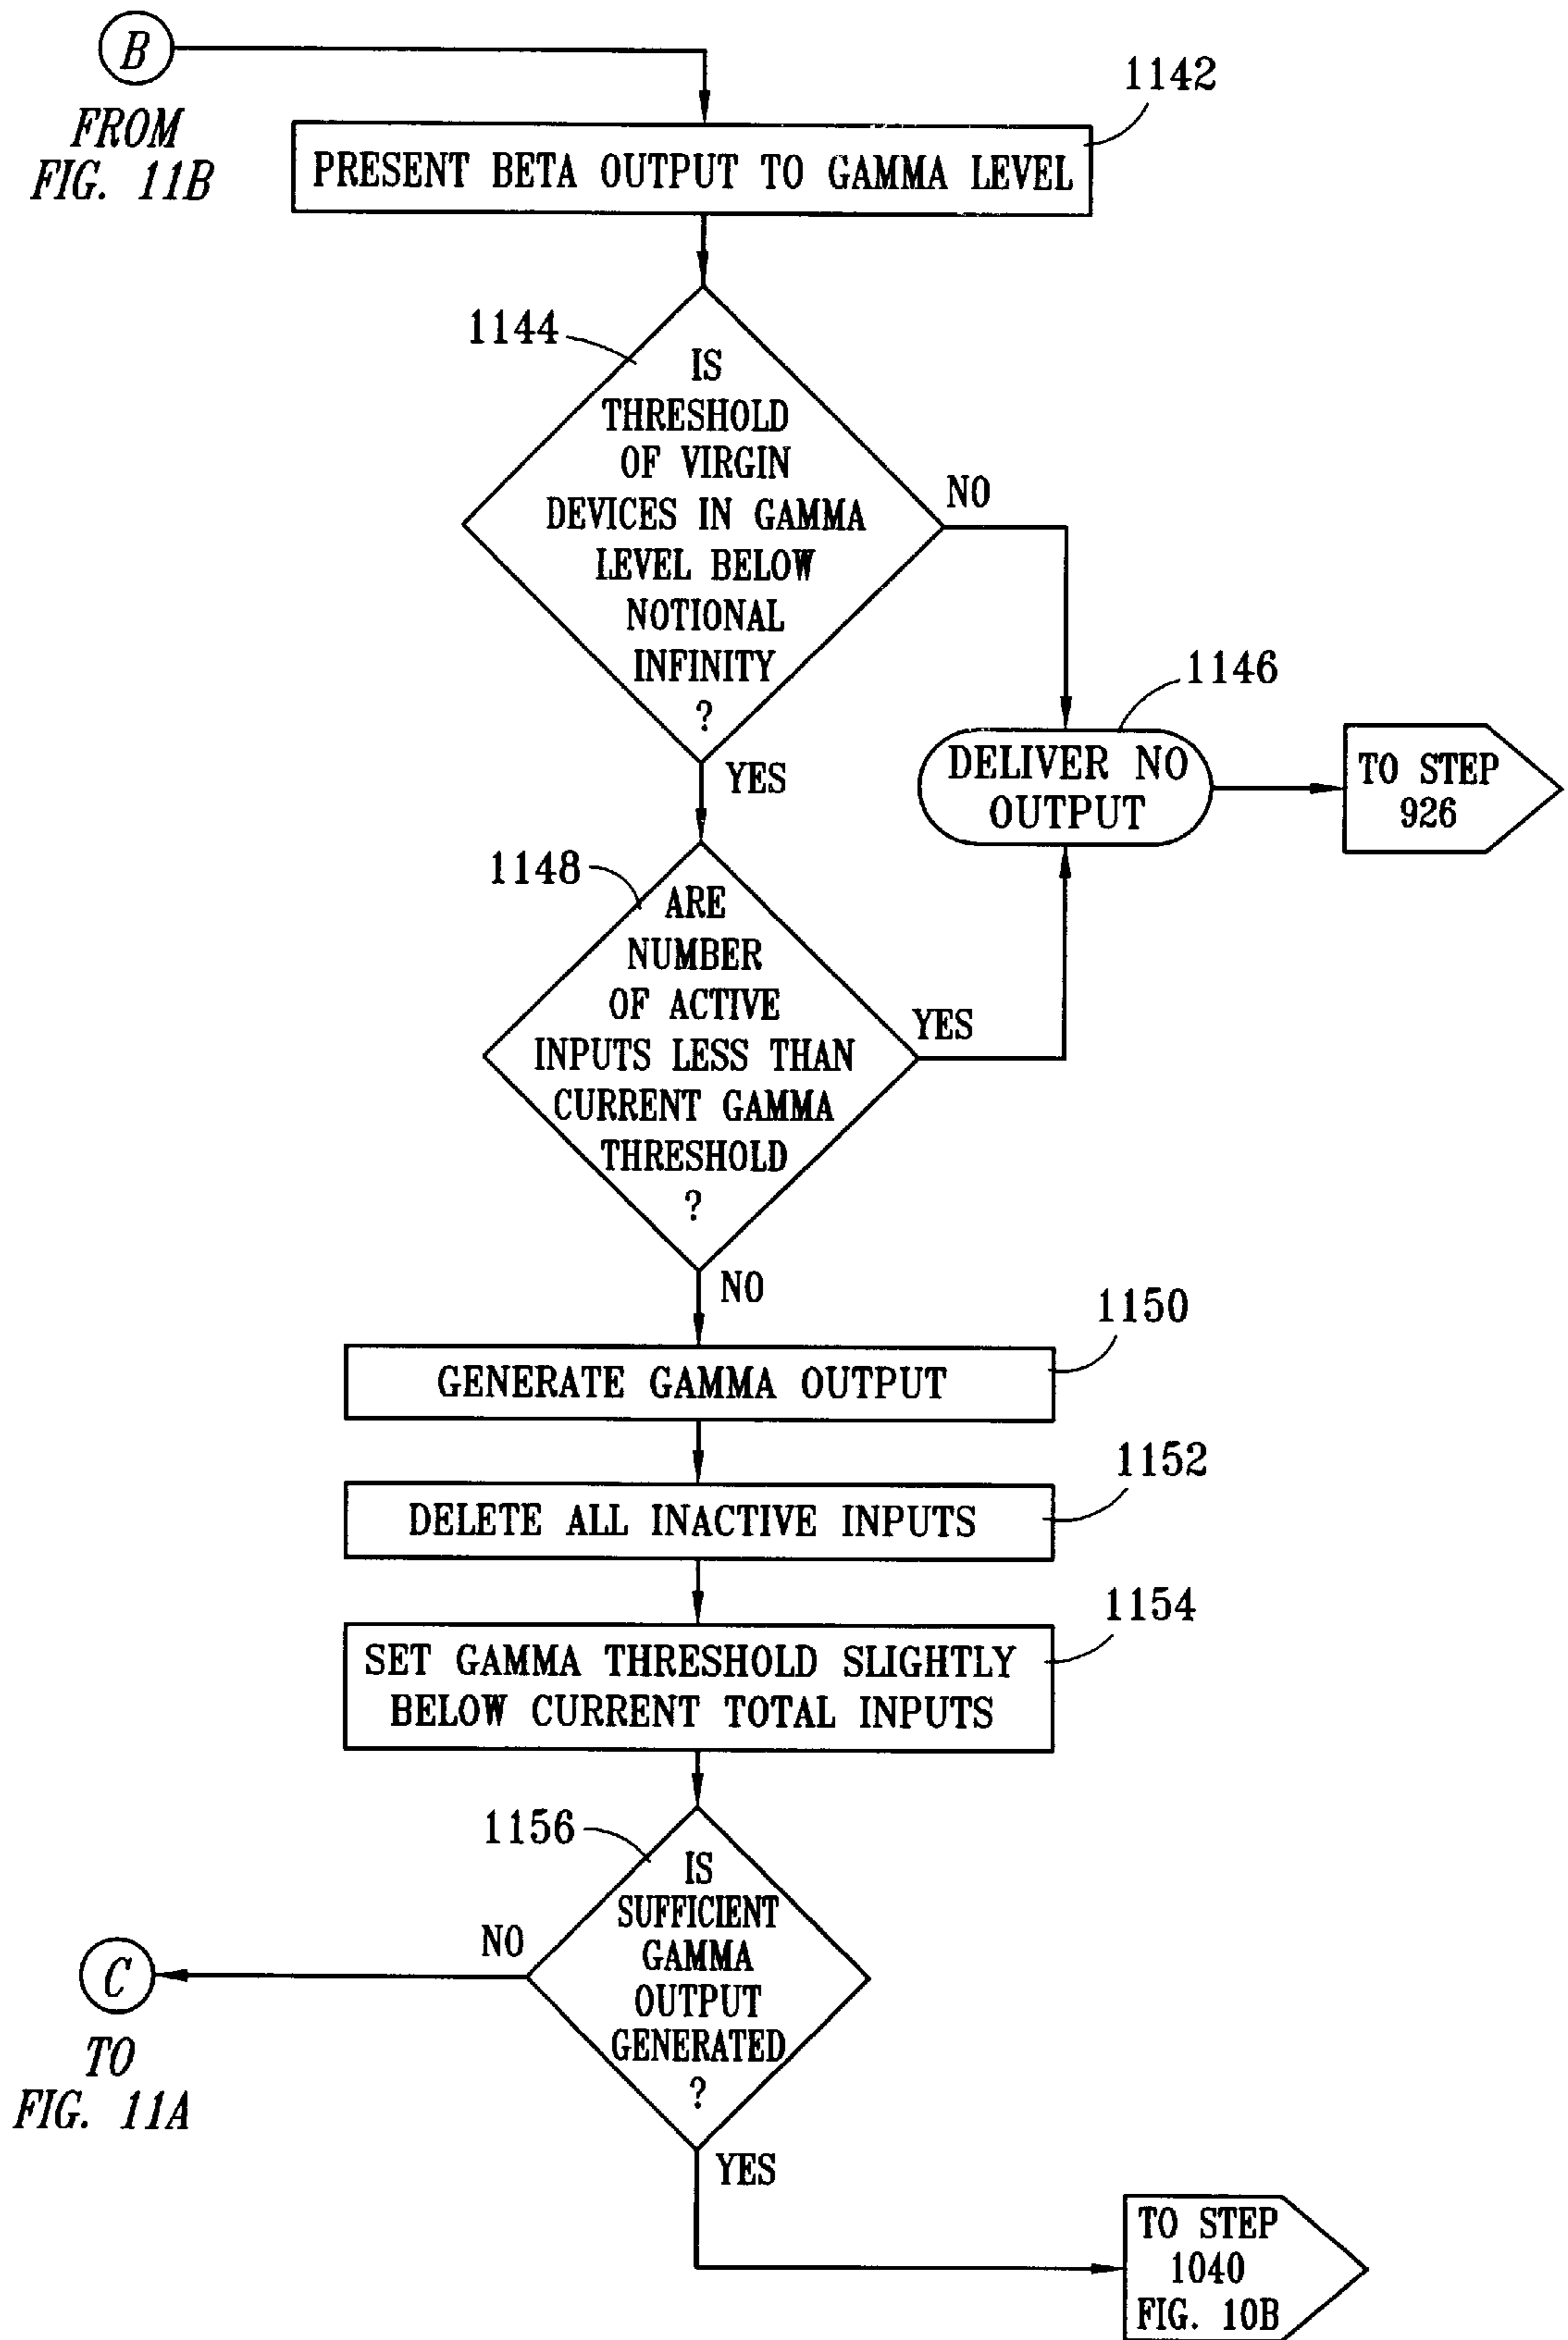 B
FROM
FIG. 11B
1142
PRESENT BETA OUTPUT TO GAMMA LEVEL
1144
IS
THRESHOLD
OF VIRGIN
DEVICES IN GAMMA
LEVEL BELOW
NOTIONAL
INFINITY
?
NO
YES
1146
DELIVER NO
OUTPUT
TO STEP
926
1148
ARE
NUMBER
OF ACTIVE
INPUTS LESS THAN
CURRENT GAMMA
THRESHOLD
?
YES
NO
1150
GENERATE GAMMA OUTPUT
1152
DELETE ALL INACTIVE INPUTS
1154
SET GAMMA THRESHOLD SLIGHTLY
BELOW CURRENT TOTAL INPUTS
1156
IS
SUFFICIENT
GAMMA
OUTPUT
GENERATED
?
NO
C
TO
FIG. 11A
YES
TO STEP
1040
FIG. 10B